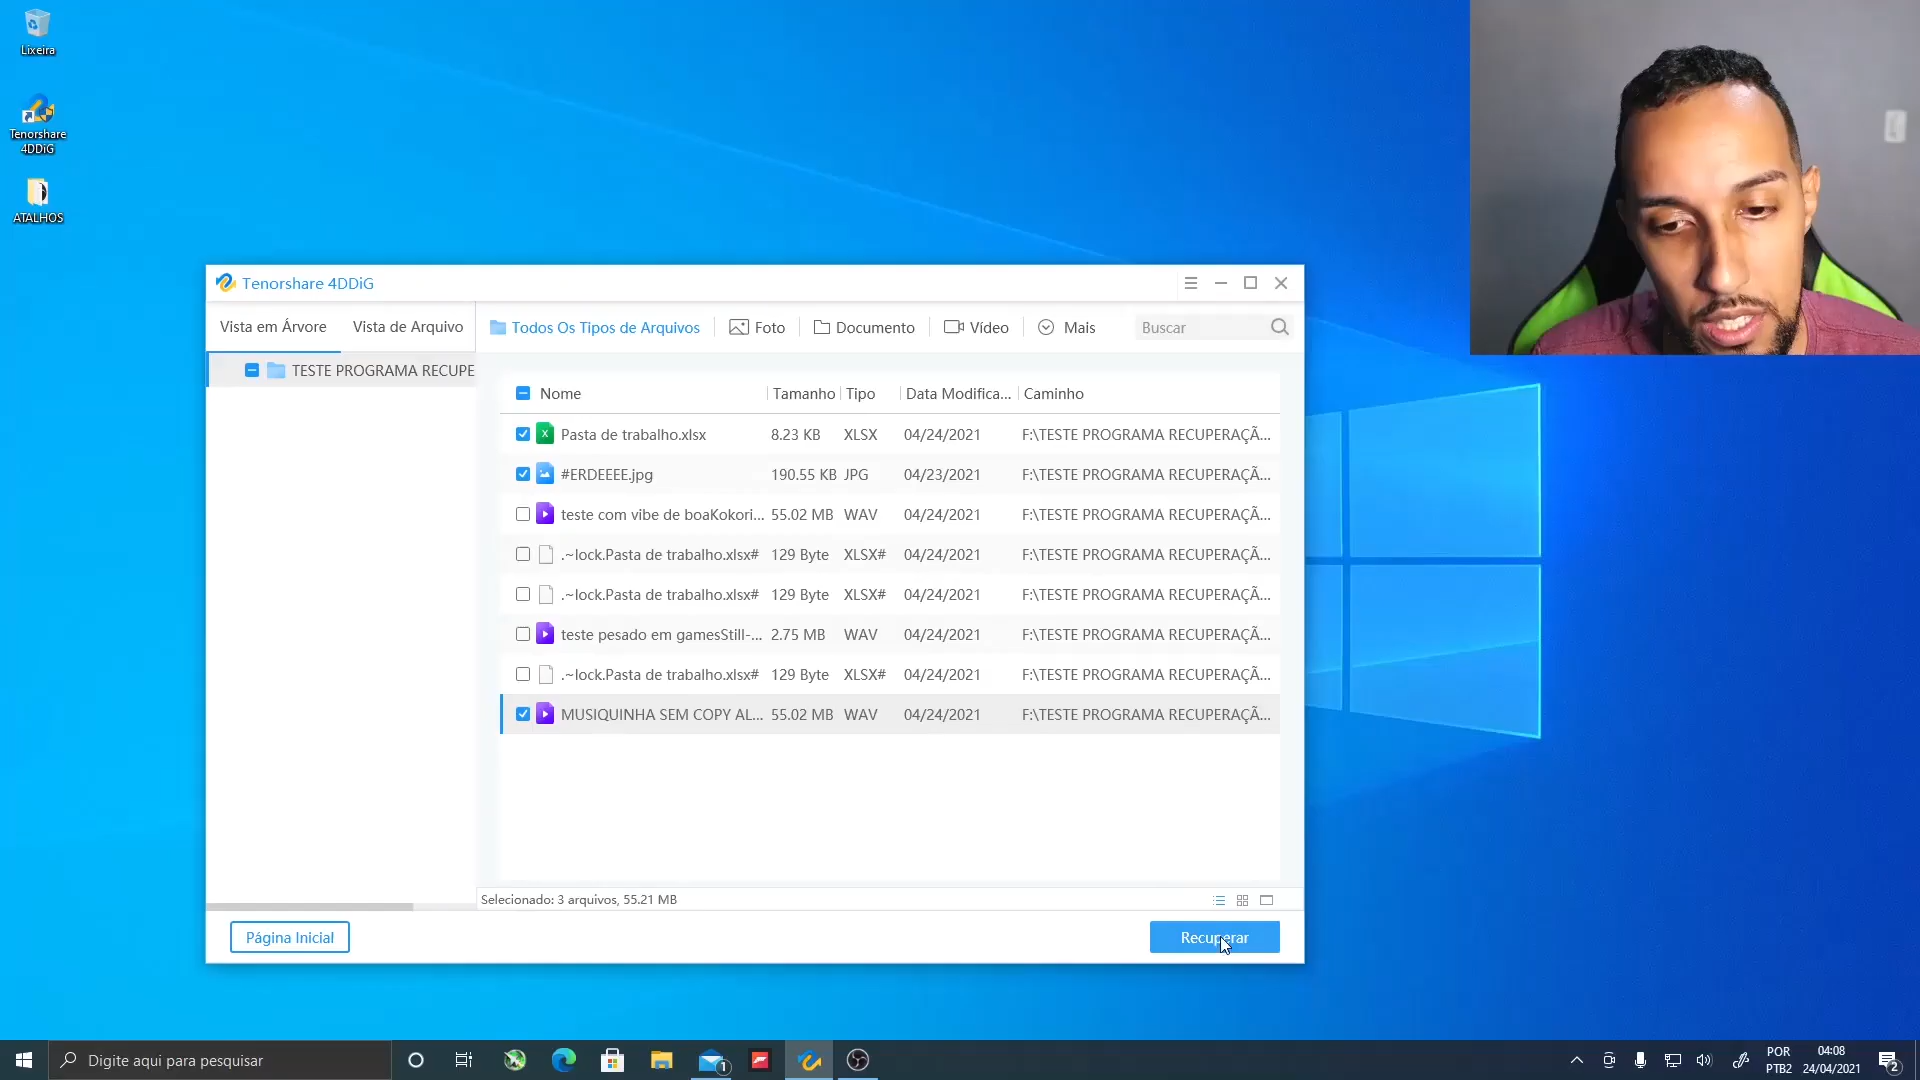 Lixeira
Tenorshare
4DDiG
ATALHOS
Tenorshare 4DDiG
Vista em Árvore Vista de Arquivo
Todos Os Tipos de Arquivos Foto Documento Vídeo Mais Buscar
TESTE PROGRAMA RECUPE
Nome Tamanho Tipo Data Modifica... Caminho
Pasta de trabalho.xlsx 8.23 KB XLSX 04/24/2021 F:\TESTE PROGRAMA RECUPERAÇÃ...
#ERDEEEE.jpg 190.55 KB JPG 04/23/2021 F:\TESTE PROGRAMA RECUPERAÇÃ...
teste com vibe de boaKokori... 55.02 MB WAV 04/24/2021 F:\TESTE PROGRAMA RECUPERAÇÃ...
.~lock.Pasta de trabalho.xlsx# 129 Byte XLSX# 04/24/2021 F:\TESTE PROGRAMA RECUPERAÇÃ...
.~lock.Pasta de trabalho.xlsx# 129 Byte XLSX# 04/24/2021 F:\TESTE PROGRAMA RECUPERAÇÃ...
teste pesado em gamesStill-... 2.75 MB WAV 04/24/2021 F:\TESTE PROGRAMA RECUPERAÇÃ...
.~lock.Pasta de trabalho.xlsx# 129 Byte XLSX# 04/24/2021 F:\TESTE PROGRAMA RECUPERAÇÃ...
MUSIQUINHA SEM COPY AL... 55.02 MB WAV 04/24/2021 F:\TESTE PROGRAMA RECUPERAÇÃ...
Selecionado: 3 arquivos, 55.21 MB
Página Inicial Recuperar
Digite aqui para pesquisar
1
POR
PTB2
04:08
24/04/2021
2